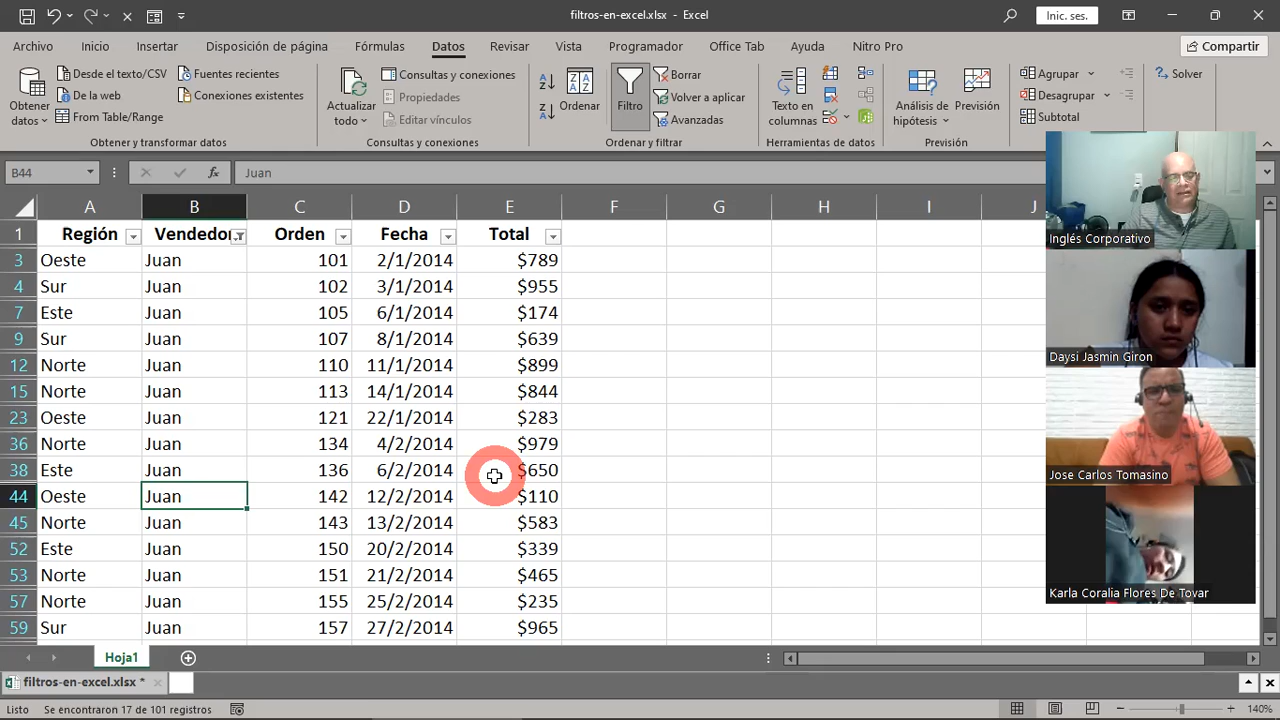 filtros-en-excel.xlsx - Excel
Inic. ses.
Archivo Inicio Insertar Disposición de página Fórmulas Datos Revisar Vista Programador Office Tab Ayuda Nitro Pro Compartir
Obtener datos
Desde el texto/CSV
De la web
From Table/Range
Fuentes recientes
Conexiones existentes
Obtener y transformar datos
Actualizar todo
Consultas y conexiones
Propiedades
Editar vínculos
Consultas y conexiones
Ordenar
Filtro
Borrar
Volver a aplicar
Avanzadas
Ordenar y filtrar
Texto en columnas
Herramientas de datos
Análisis de hipótesis
Previsión
Previsión
Agrupar
Desagrupar
Subtotal
Solver
B44 fx Juan
A B C D E F G H I J
1 Región Vendedor Orden Fecha Total
3 Oeste Juan 101 2/1/2014 $789
4 Sur Juan 102 3/1/2014 $955
7 Este Juan 105 6/1/2014 $174
9 Sur Juan 107 8/1/2014 $639
12 Norte Juan 110 11/1/2014 $899
15 Norte Juan 113 14/1/2014 $844
23 Oeste Juan 121 22/1/2014 $283
36 Norte Juan 134 4/2/2014 $979
38 Este Juan 136 6/2/2014 $650
44 Oeste Juan 142 12/2/2014 $110
45 Norte Juan 143 13/2/2014 $583
52 Este Juan 150 20/2/2014 $339
53 Norte Juan 151 21/2/2014 $465
57 Norte Juan 155 25/2/2014 $235
59 Sur Juan 157 27/2/2014 $965
Inglés Corporativo
Daysi Jasmin Giron
Jose Carlos Tomasino
Karla Coralia Flores De Tovar
Hoja1
filtros-en-excel.xlsx *
Listo Se encontraron 17 de 101 registros 140%